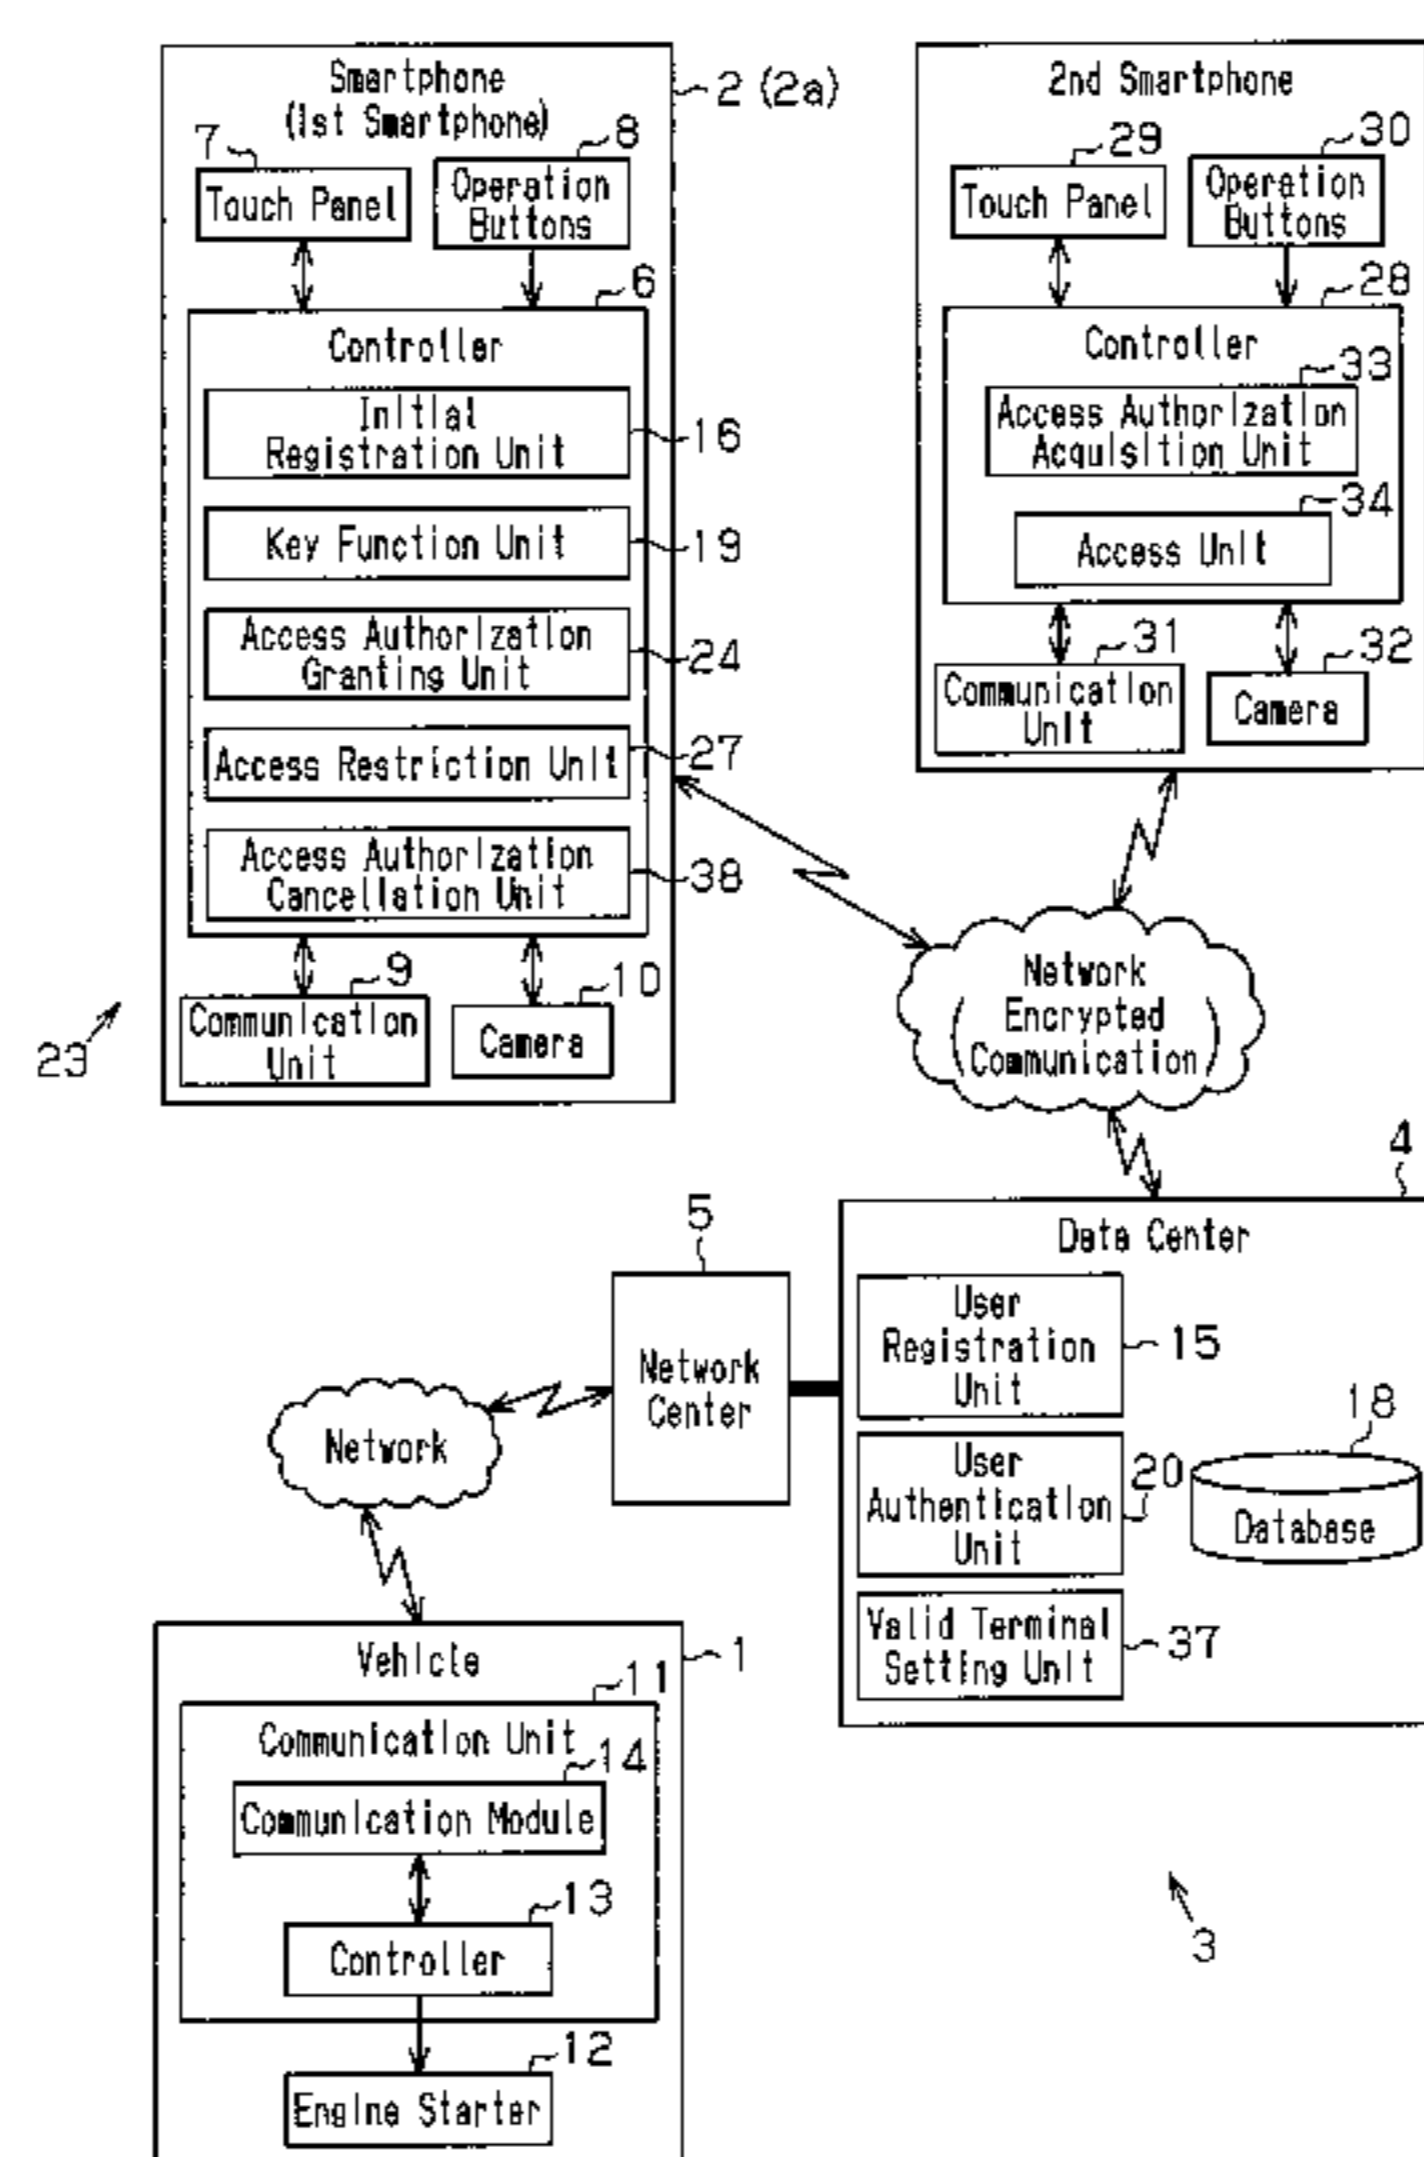 Smartphone
(1st Smartphone)
2 (2a)
7
8
Touch Panel
Operation
Buttons
6
Controller
Initial
Registration Unit
16
Key Function Unit
19
Access Authorization
Granting Unit
24
Access Restriction Unit
27
Access Authorization
Cancellation Unit
38
9
10
Communication
Unit
Camera
23
2nd Smartphone
29
30
Touch Panel
Operation
Buttons
28
Controller
33
Access Authorization
Acquisition Unit
34
Access Unit
31
32
Communication
Unit
Camera
Network
(Encrypted
Communication)
4
Data Center
User
Registration
Unit
15
User
Authentication
Unit
20
18
Database
Valid Terminal
Setting Unit
37
5
Network
Center
Network
Vehicle
1
11
Communication Unit
14
Communication Module
13
Controller
12
Engine Starter
3